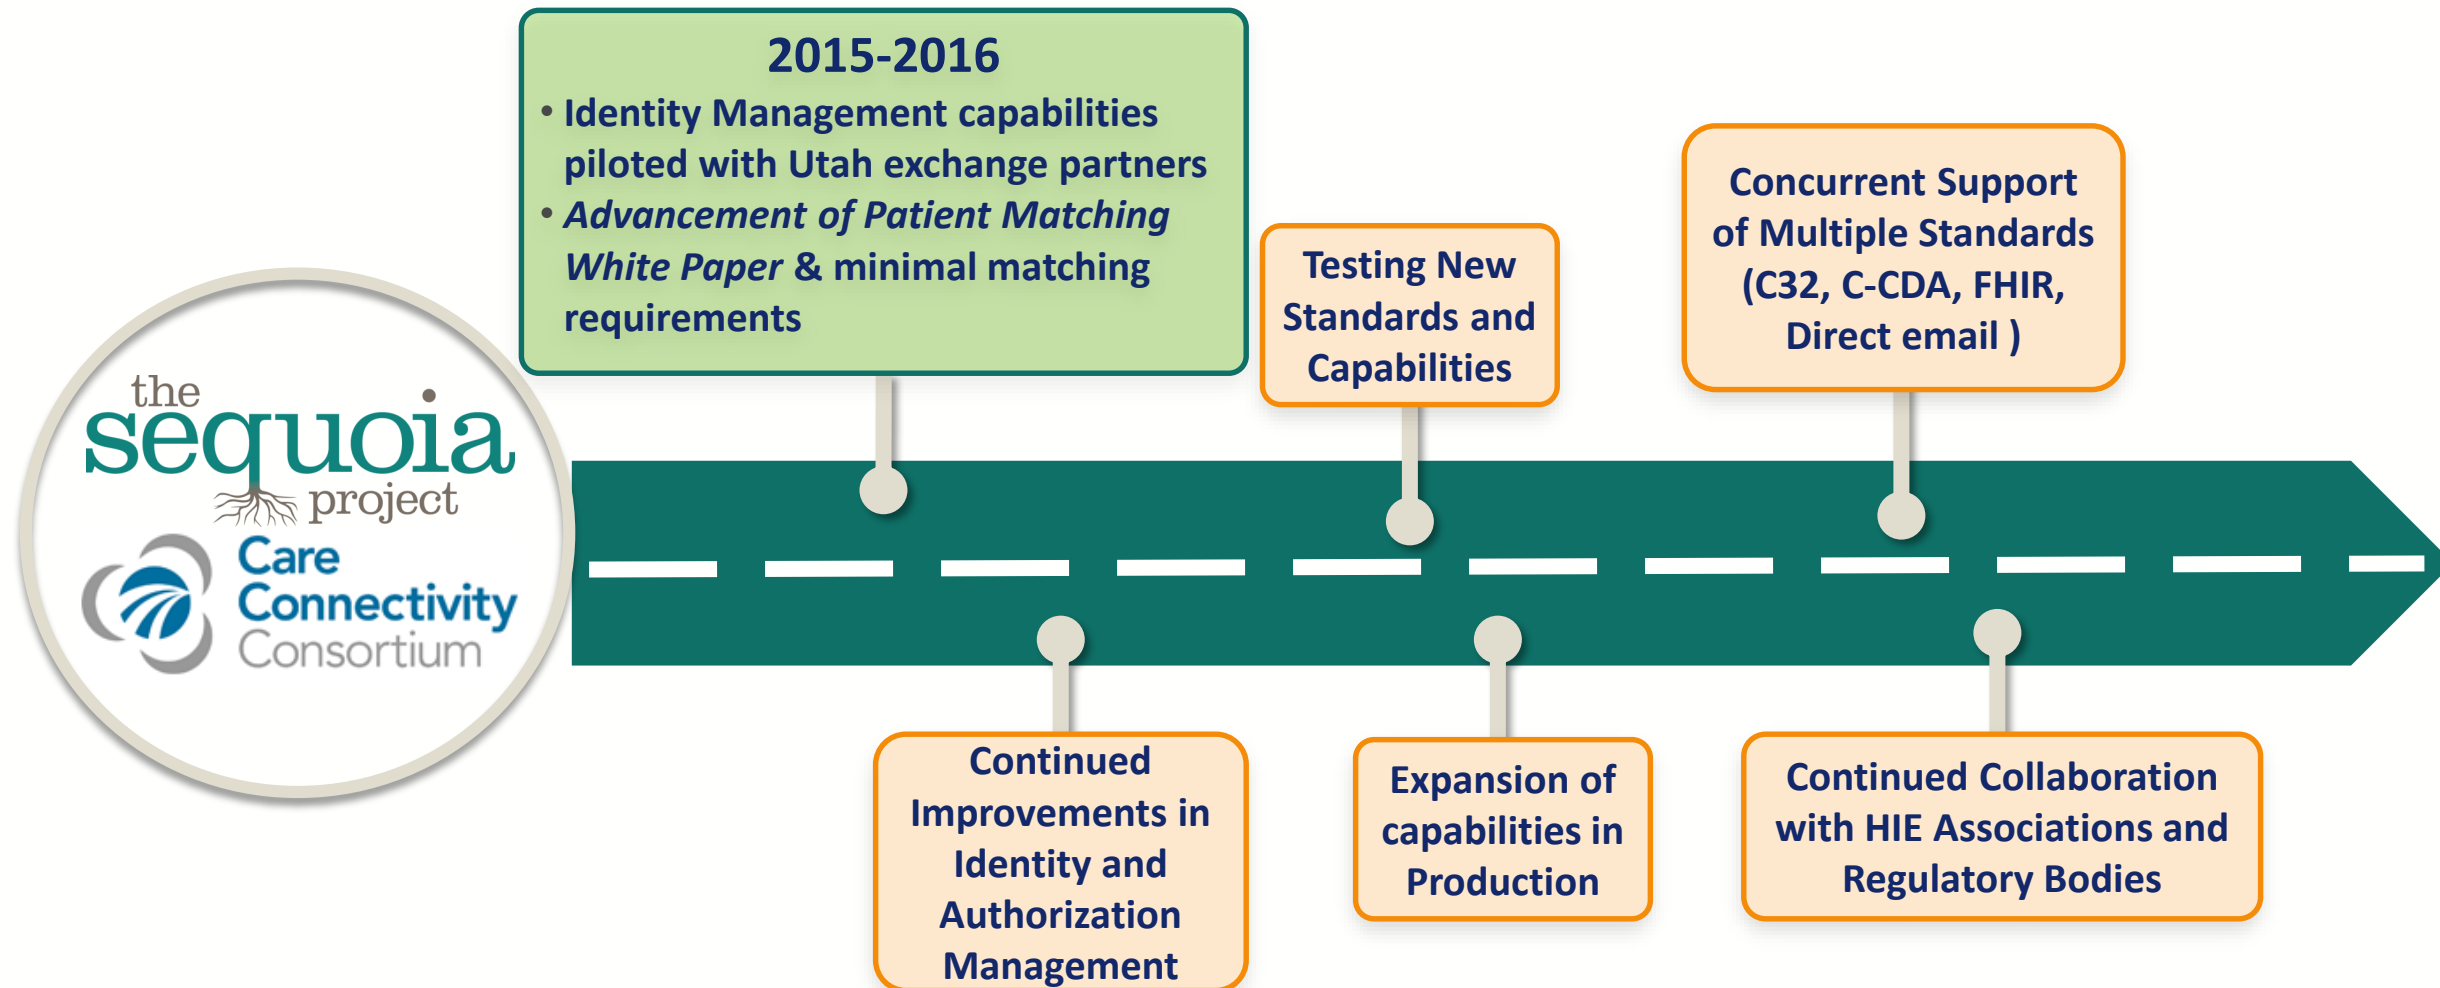 the
sequoia
project
Care
Connectivity
Consortium
2015-2016
• Identity Management capabilities
piloted with Utah exchange partners
• Advancement of Patient Matching
White Paper & minimal matching
requirements
Continued
Improvements in
Identity and
Authorization
Management
Testing New
Standards and
Capabilities
Expansion of
capabilities in
Production
Concurrent Support
of Multiple Standards
(C32, C-CDA, FHIR,
Direct email )
Continued Collaboration
with HIE Associations and
Regulatory Bodies